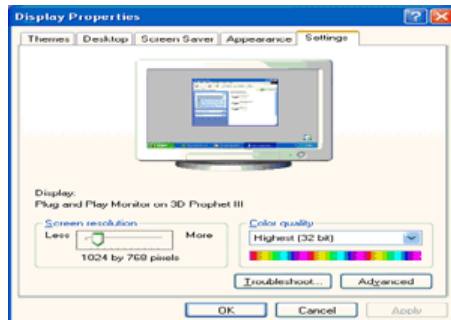 Display Properties
Themes Desktop Screen Saver Appearance Settings
Display:
Plug and Play Monitor on 3D Prophet III
Screen resolution
Less More
1024 by 768 pixels
Color quality
Highest (32 bit)
Troubleshoot... Advanced
OK Cancel Apply